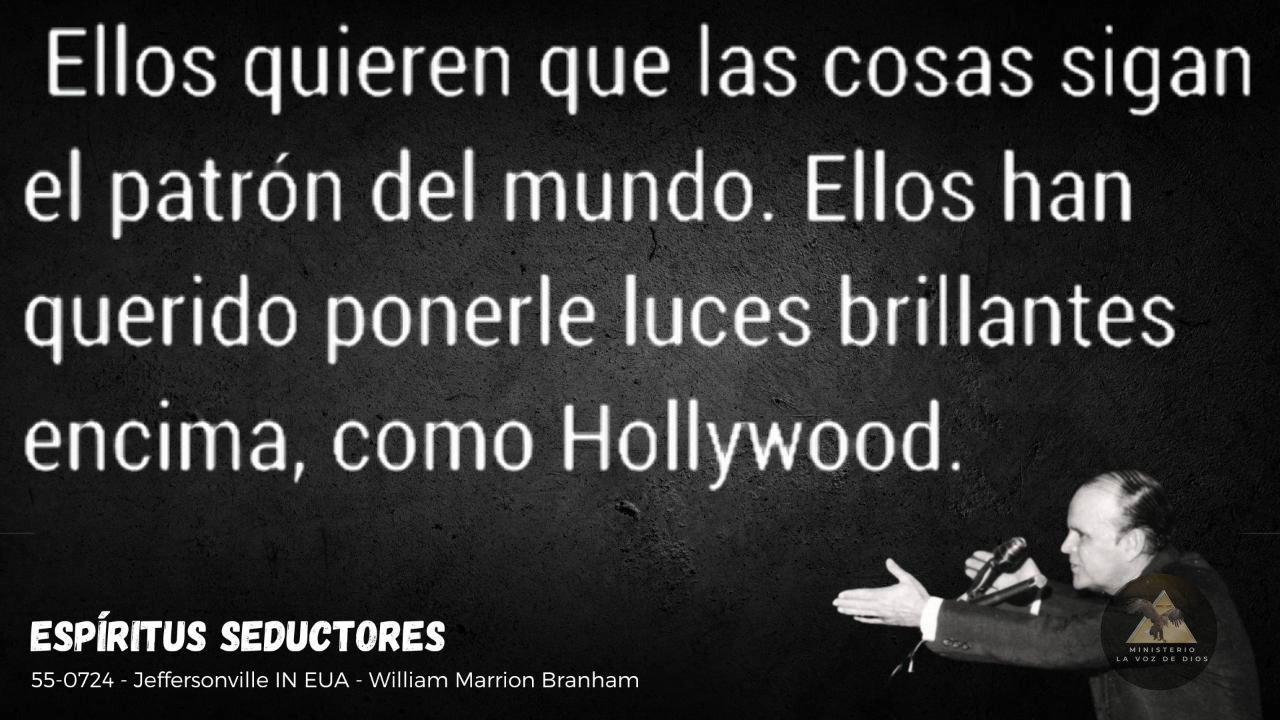 Ellos quieren que las cosas sigan
el patrón del mundo. Ellos han
querido ponerle luces brillantes
encima, como Hollywood.
ESPÍRITUS SEDUCTORES
55-0724 - Jeffersonville IN EUA - William Marrion Branham
MINISTERIO
LA VOZ DE DIOS